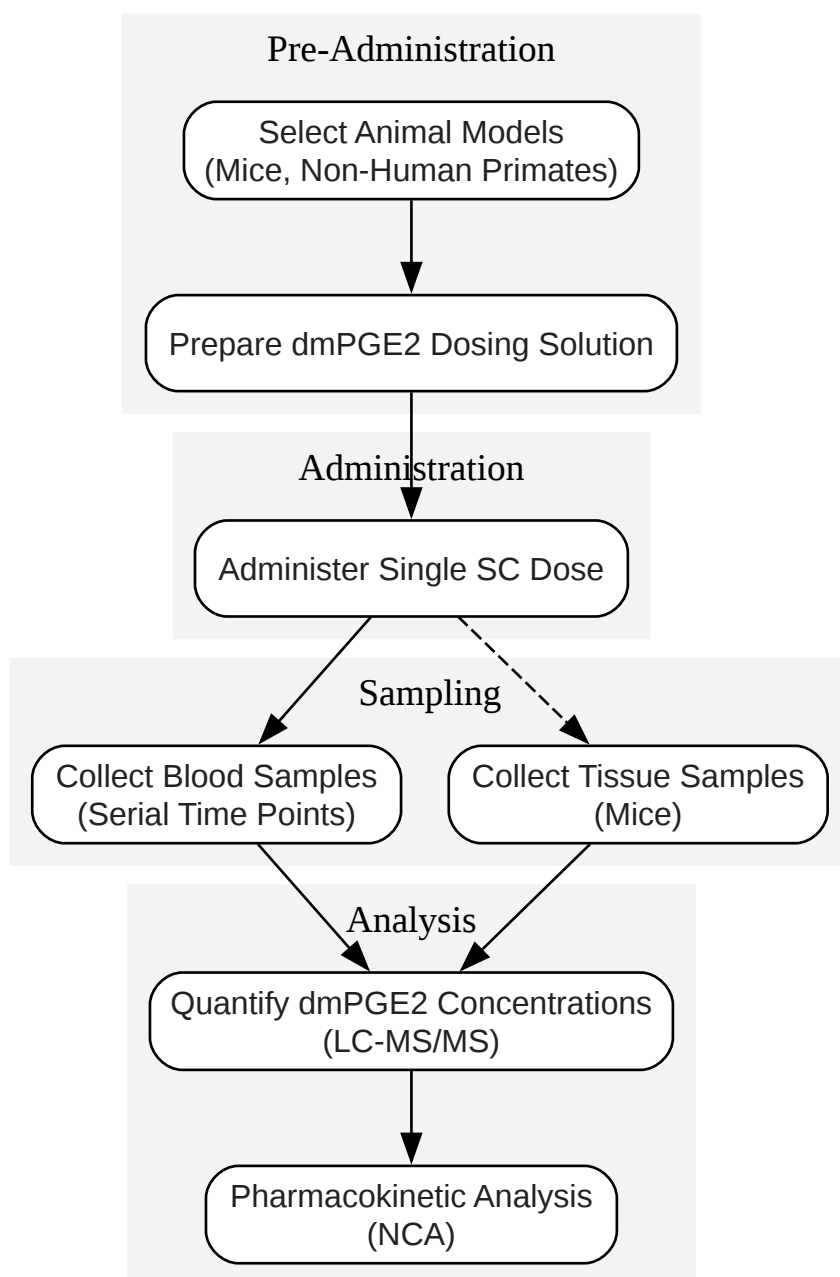 Pre-Administration
Select Animal Models
(Mice, Non-Human Primates)
Prepare dmPGE2 Dosing Solution
Administration
Administer Single SC Dose
Sampling
Collect Blood Samples
(Serial Time Points)
Collect Tissue Samples
(Mice)
Analysis
Quantify dmPGE2 Concentrations
(LC-MS/MS)
Pharmacokinetic Analysis
(NCA)